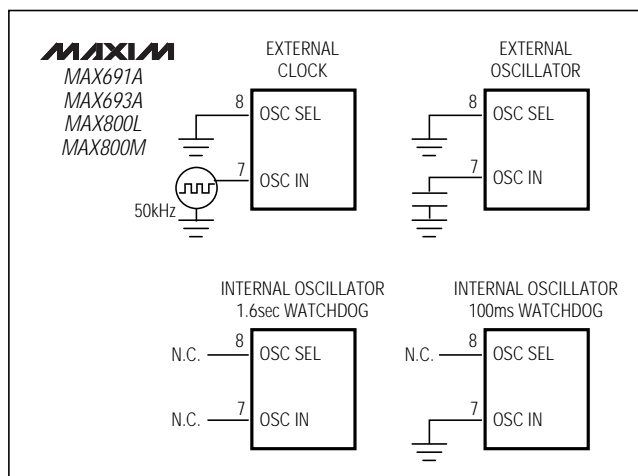 MAXIM
MAX691A
MAX693A
MAX800L
MAX800M
EXTERNAL
CLOCK
8
OSC SEL
7
OSC IN
50kHz
EXTERNAL
OSCILLATOR
8
OSC SEL
7
OSC IN
INTERNAL OSCILLATOR
1.6sec WATCHDOG
N.C.
8
OSC SEL
N.C.
7
OSC IN
INTERNAL OSCILLATOR
100ms WATCHDOG
N.C.
8
OSC SEL
7
OSC IN